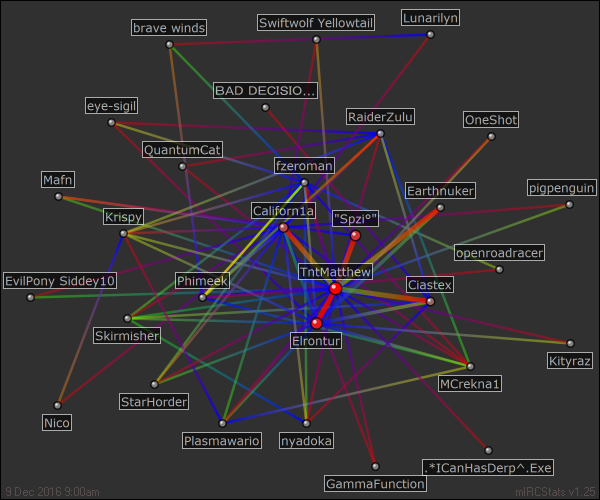 Lunarilyn
Swiftwolf Yellowtail
brave winds
BAD DECISIO...
eye-sigil
RaiderZulu
OneShot
QuantumCat
fzeroman
Mafn
Earthnuker
pigpenguin
Californ1a
"Spzi°"
Krispy
openroadracer
TntMatthew
EvilPony Siddey10
Phimeek
Ciastex
Skirmisher
Elrontur
Kityraz
MCrekna1
StarHorder
Nico
Plasmawario
nyadoka
.*ICanHasDerp^.Exe
GammaFunction
9 Dec 2016 9:00am
mIRCStats v1.25